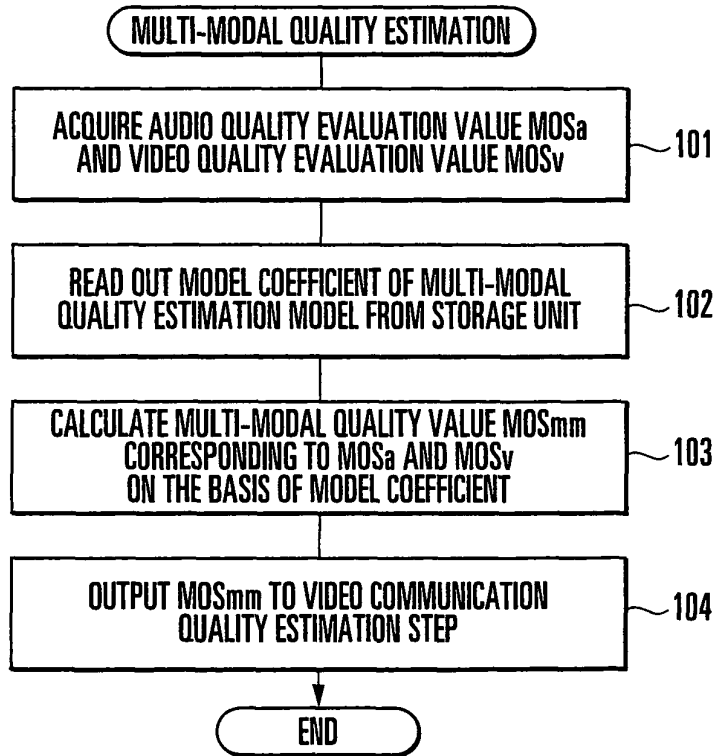 MULTI-MODAL QUALITY ESTIMATION
ACQUIRE AUDIO QUALITY EVALUATION VALUE MOSa
AND VIDEO QUALITY EVALUATION VALUE MOSv
101
READ OUT MODEL COEFFICIENT OF MULTI-MODAL
QUALITY ESTIMATION MODEL FROM STORAGE UNIT
102
CALCULATE MULTI-MODAL QUALITY VALUE MOSmm
CORRESPONDING TO MOSa AND MOSv
ON THE BASIS OF MODEL COEFFICIENT
103
OUTPUT MOSmm TO VIDEO COMMUNICATION
QUALITY ESTIMATION STEP
104
END